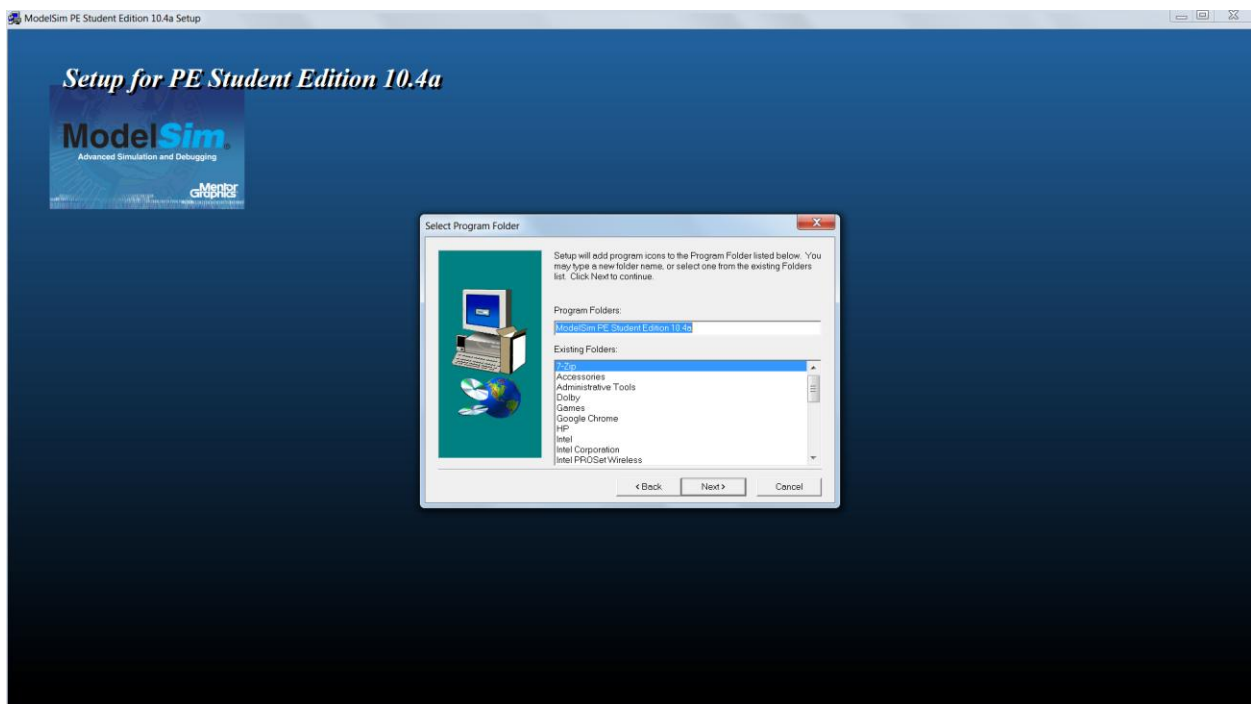 ModelSim PE Student Edition 10.4a Setup
Setup for PE Student Edition 10.4a
ModelSim®
Advanced Simulation and Debugging
Mentor
Graphics
Select Program Folder
Setup will add program icons to the Program Folder listed below. You
may type a new folder name, or select one from the existing Folders
list. Click Next to continue.
Program Folders:
ModelSim PE Student Edition 10.4a
Existing Folders:
7-Zip
Accessories
Administrative Tools
Dolby
Games
Google Chrome
HP
Intel
Intel Corporation
Intel PROSet Wireless
< Back Next > Cancel